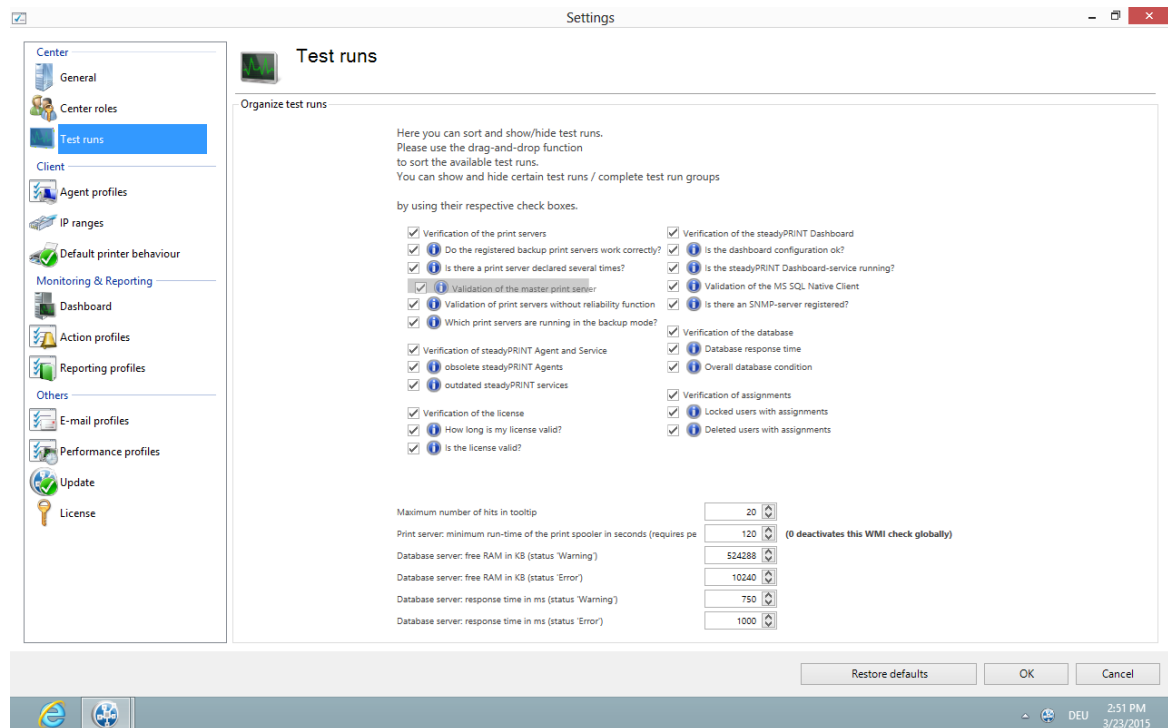 Settings
Center
General
Center roles
Test runs
Client
Agent profiles
IP ranges
Default printer behaviour
Monitoring & Reporting
Dashboard
Action profiles
Reporting profiles
Others
E-mail profiles
Performance profiles
Update
License
Test runs
Organize test runs
Here you can sort and show/hide test runs.
Please use the drag-and-drop function
to sort the available test runs.
You can show and hide certain test runs / complete test run groups
by using their respective check boxes.
Verification of the print servers
Do the registered backup print servers work correctly?
Is there a print server declared several times?
Validation of the master print server
Validation of print servers without reliability function
Which print servers are running in the backup mode?
Verification of steadyPRINT Agent and Service
obsolete steadyPRINT Agents
outdated steadyPRINT services
Verification of the license
How long is my license valid?
Is the license valid?
Verification of the steadyPRINT Dashboard
Is the dashboard configuration ok?
Is the steadyPRINT Dashboard-service running?
Validation of the MS SQL Native Client
Is there an SNMP-server registered?
Verification of the database
Database response time
Overall database condition
Verification of assignments
Locked users with assignments
Deleted users with assignments
Maximum number of hits in tooltip 20
Print server: minimum run-time of the print spooler in seconds (requires pe 120 (0 deactivates this WMI check globally)
Database server: free RAM in KB (status 'Warning') 524288
Database server: free RAM in KB (status 'Error') 10240
Database server: response time in ms (status 'Warning') 750
Database server: response time in ms (status 'Error') 1000
Restore defaults OK Cancel
DEU 2:51 PM
3/23/2015